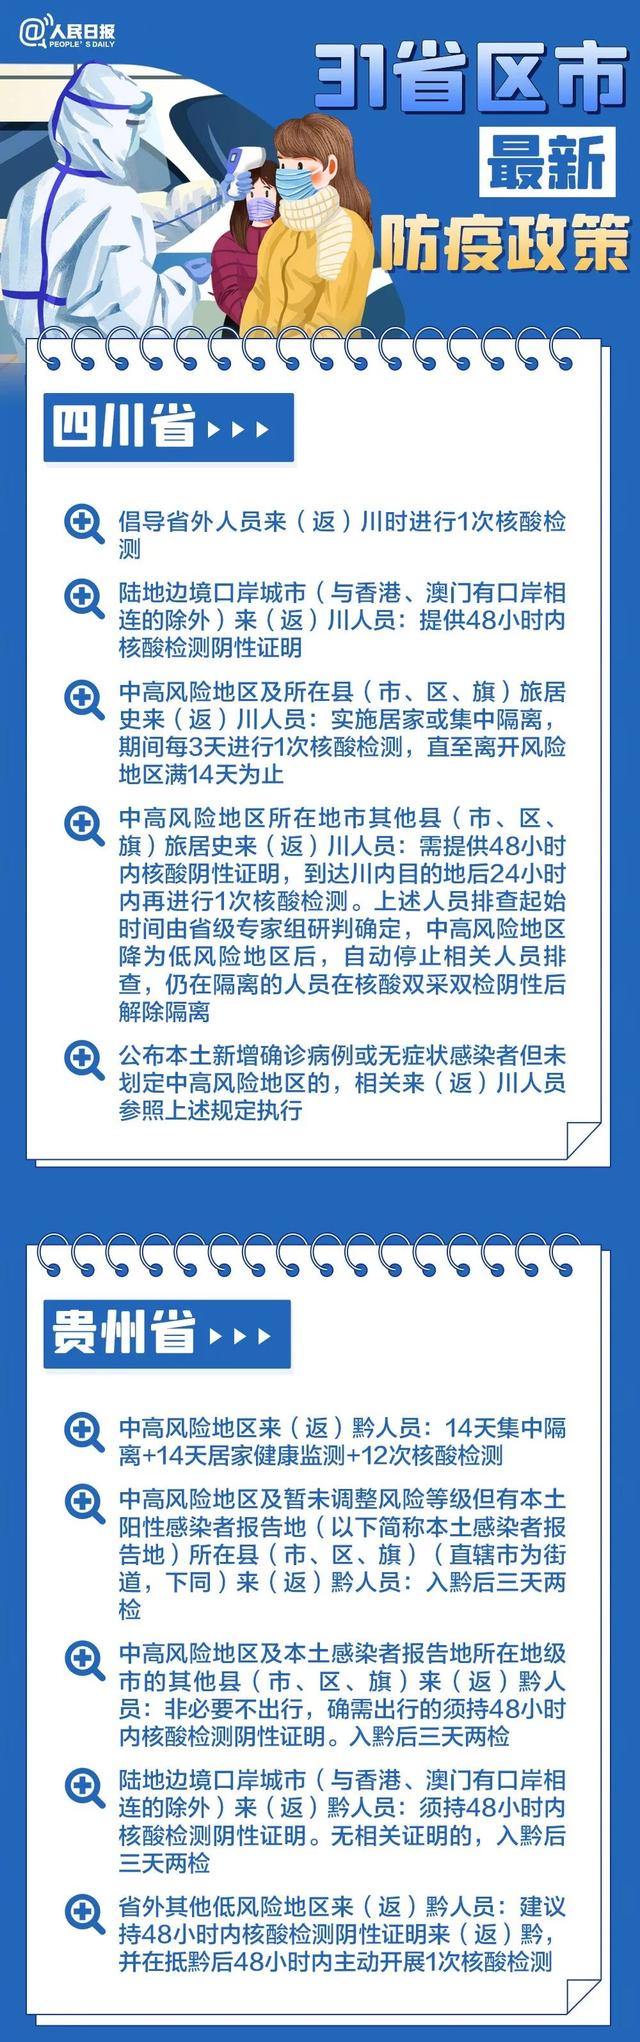 @人民日报
PEOPLE'S DAILY
31省区市
最新
防疫政策
四川省
倡导省外人员来（返）川时进行1次核酸检
测
陆地边境口岸城市（与香港、澳门有口岸相
连的除外）来（返）川人员：提供48小时内
核酸检测阴性证明
中高风险地区及所在县（市、区、旗）旅居
史来（返）川人员：实施居家或集中隔离，
期间每3天进行1次核酸检测，直至离开风险
地区满14天为止
中高风险地区所在地市其他县（市、区、
旗）旅居史来（返）川人员：需提供48小时
内核酸阴性证明，到达川内目的地后24小时
内再进行1次核酸检测。上述人员排查起始
时间由省级专家组研判确定，中高风险地区
降为低风险地区后，自动停止相关人员排
查，仍在隔离的人员在核酸双采双检阴性后
解除隔离
公布本土新增确诊病例或无症状感染者但未
划定中高风险地区的，相关来（返）川人员
参照上述规定执行
贵州省
中高风险地区来（返）黔人员：14天集中隔
离+14天居家健康监测+12次核酸检测
中高风险地区及暂未调整风险等级但有本土
阳性感染者报告地（以下简称本土感染者报
告地）所在县（市、区、旗）（直辖市为街
道，下同）来（返）黔人员：入黔后三天两
检
中高风险地区及本土感染者报告地所在地级
市的其他县（市、区、旗）来（返）黔人
员：非必要不出行，确需出行的须持48小时
内核酸检测阴性证明。入黔后三天两检
陆地边境口岸城市（与香港、澳门有口岸相
连的除外）来（返）黔人员：须持48小时内
核酸检测阴性证明。无相关证明的，入黔后
三天两检
省外其他低风险地区来（返）黔人员：建议
持48小时内核酸检测阴性证明来（返）黔，
并在抵黔后48小时内主动开展1次核酸检测